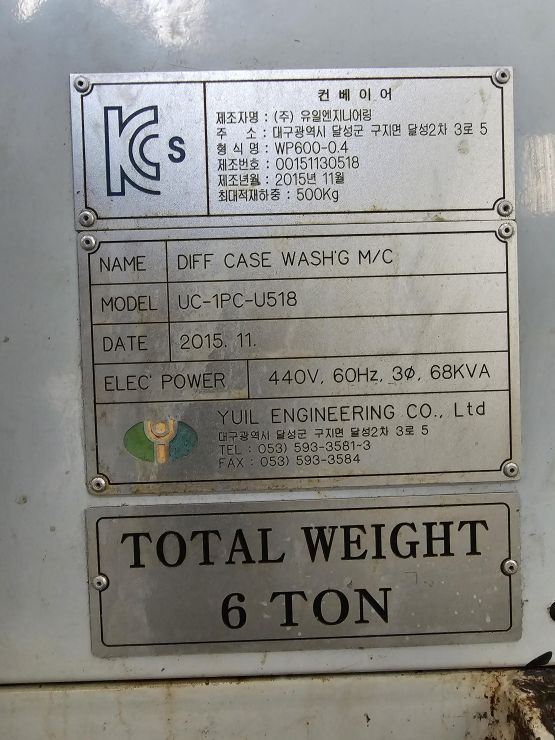 KCs
컨베이어
제조자명 : (주) 유일엔지니어링
주 소 : 대구광역시 달성군 구지면 달성2차 3로 5
형 식 명 : WP600-0.4
제조번호 : 00151130518
제조년월 : 2015년 11월
최대적재하중 : 500Kg
NAME DIFF CASE WASH'G M/C
MODEL UC-1PC-U518
DATE 2015. 11.
ELEC' POWER 440V, 60Hz, 3Ø, 68KVA
YUIL ENGINEERING CO., Ltd
대구광역시 달성군 구지면 달성2차 3로 5
TEL : 053) 593-3581~3
FAX : 053) 593-3584
TOTAL WEIGHT
6 TON